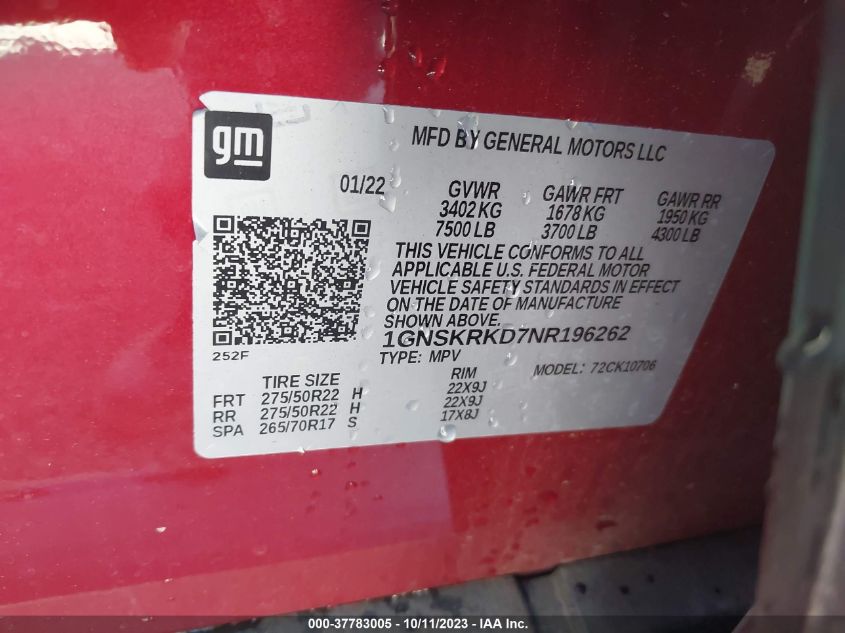 gm
MFD BY GENERAL MOTORS LLC
01/22
GVWR GAWR FRT GAWR RR
3402 KG 1678 KG 1950 KG
7500 LB 3700 LB 4300 LB
THIS VEHICLE CONFORMS TO ALL
APPLICABLE U.S. FEDERAL MOTOR
VEHICLE SAFETY STANDARDS IN EFFECT
ON THE DATE OF MANUFACTURE
SHOWN ABOVE.
1GNSKRKD7NR196262
252F
TYPE: MPV MODEL: 72CK10706
TIRE SIZE RIM
FRT 275/50R22 H 22X9J
RR 275/50R22 H 22X9J
SPA 265/70R17 S 17X8J
000-37783005 - 10/11/2023 - IAAI.com